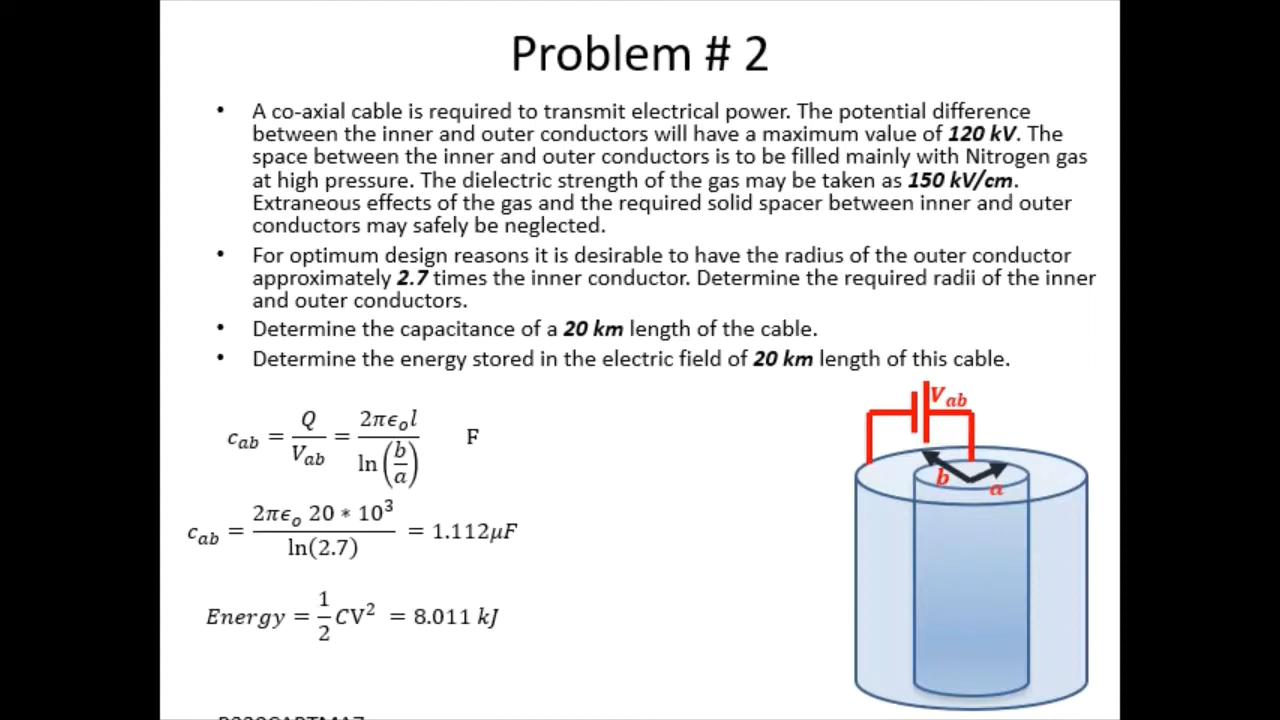 Problem # 2
• A co-axial cable is required to transmit electrical power. The potential difference
between the inner and outer conductors will have a maximum value of 120 kV. The
space between the inner and outer conductors is to be filled mainly with Nitrogen gas
at high pressure. The dielectric strength of the gas may be taken as 150 kV/cm.
Extraneous effects of the gas and the required solid spacer between inner and outer
conductors may safely be neglected.
• For optimum design reasons it is desirable to have the radius of the outer conductor
approximately 2.7 times the inner conductor. Determine the required radii of the inner
and outer conductors.
• Determine the capacitance of a 20 km length of the cable.
• Determine the energy stored in the electric field of 20 km length of this cable.
V_ab
b
a
c_ab = Q/V_ab = 2πϵ_o l / ln(b/a) F
c_ab = 2πϵ_o 20 * 10³ / ln(2.7) = 1.112μF
Energy = 1/2 CV² = 8.011 kJ